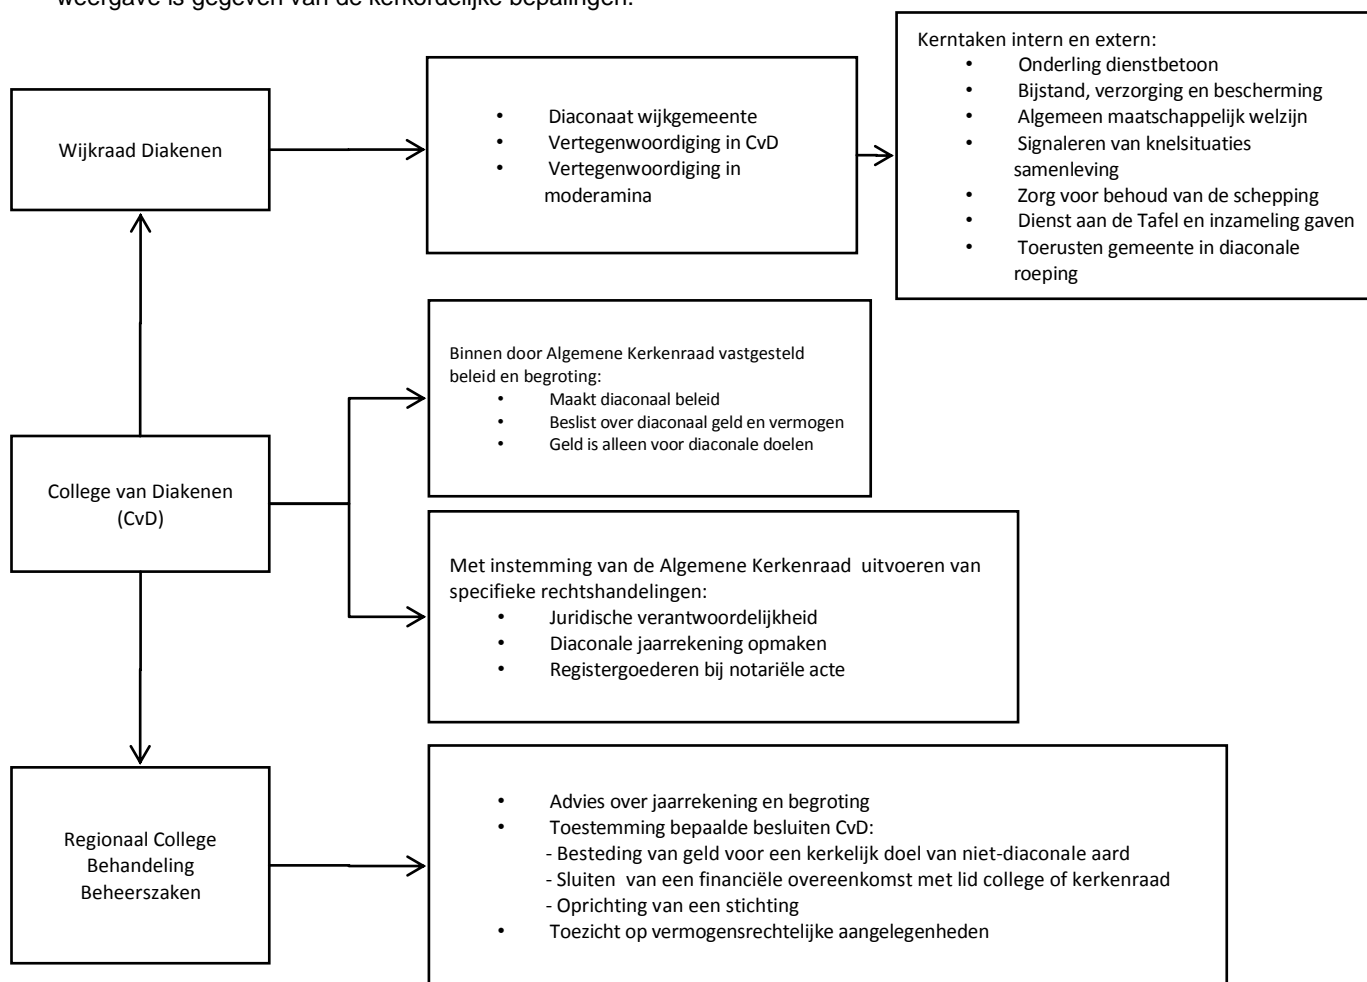 weergave is gegeven van de kerkordelijke bepalingen.
Wijkraad Diakenen
• Diaconaat wijkgemeente
• Vertegenwoordiging in CvD
• Vertegenwoordiging in
moderamina
Kerntaken intern en extern:
• Onderling dienstbetoon
• Bijstand, verzorging en bescherming
• Algemeen maatschappelijk welzijn
• Signaleren van knelsituaties
samenleving
• Zorg voor behoud van de schepping
• Dienst aan de Tafel en inzameling gaven
• Toerusten gemeente in diaconale
roeping
College van Diakenen
(CvD)
Binnen door Algemene Kerkenraad vastgesteld
beleid en begroting:
• Maakt diaconaal beleid
• Beslist over diaconaal geld en vermogen
• Geld is alleen voor diaconale doelen
Met instemming van de Algemene Kerkenraad uitvoeren van
specifieke rechtshandelingen:
• Juridische verantwoordelijkheid
• Diaconale jaarrekening opmaken
• Registergoederen bij notariële acte
Regionaal College
Behandeling
Beheerszaken
• Advies over jaarrekening en begroting
• Toestemming bepaalde besluiten CvD:
- Besteding van geld voor een kerkelijk doel van niet-diaconale aard
- Sluiten van een financiële overeenkomst met lid college of kerkenraad
- Oprichting van een stichting
• Toezicht op vermogensrechtelijke aangelegenheden